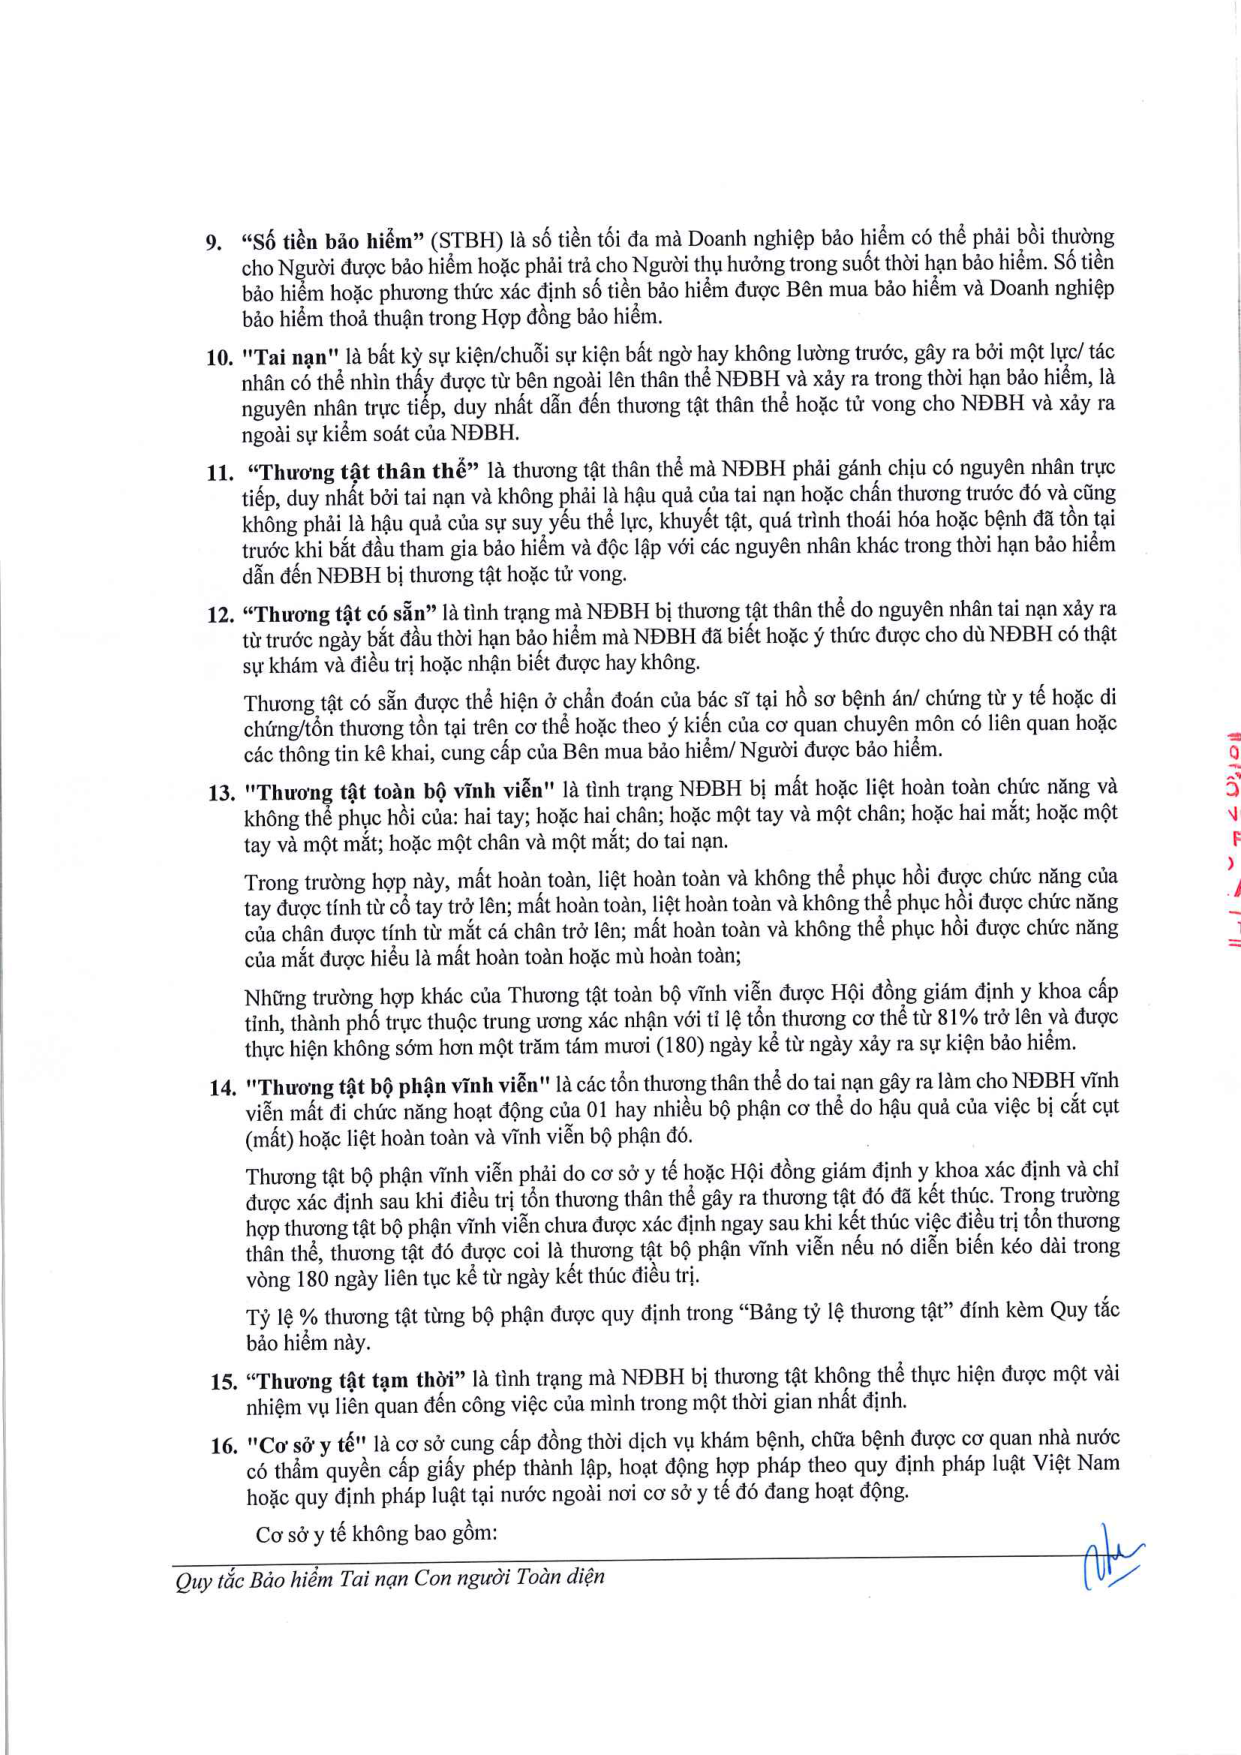 9. “Số tiền bảo hiểm” (STBH) là số tiền tối đa mà Doanh nghiệp bảo hiểm có thể phải bồi thường
cho Người được bảo hiểm hoặc phải trả cho Người thụ hưởng trong suốt thời hạn bảo hiểm. Số tiền
bảo hiểm hoặc phương thức xác định số tiền bảo hiểm được Bên mua bảo hiểm và Doanh nghiệp
bảo hiểm thoả thuận trong Hợp đồng bảo hiểm.
10. "Tai nạn" là bất kỳ sự kiện/chuỗi sự kiện bất ngờ hay không lường trước, gây ra bởi một lực/ tác
nhân có thể nhìn thấy được từ bên ngoài lên thân thể NĐBH và xảy ra trong thời hạn bảo hiểm, là
nguyên nhân trực tiếp, duy nhất dẫn đến thương tật thân thể hoặc tử vong cho NĐBH và xảy ra
ngoài sự kiểm soát của NĐBH.
11. “Thương tật thân thể” là thương tật thân thể mà NĐBH phải gánh chịu có nguyên nhân trực
tiếp, duy nhất bởi tai nạn và không phải là hậu quả của tai nạn hoặc chấn thương trước đó và cũng
không phải là hậu quả của sự suy yếu thể lực, khuyết tật, quá trình thoái hóa hoặc bệnh đã tồn tại
trước khi bắt đầu tham gia bảo hiểm và độc lập với các nguyên nhân khác trong thời hạn bảo hiểm
dẫn đến NĐBH bị thương tật hoặc tử vong.
12. “Thương tật có sẵn” là tình trạng mà NĐBH bị thương tật thân thể do nguyên nhân tai nạn xảy ra
từ trước ngày bắt đầu thời hạn bảo hiểm mà NĐBH đã biết hoặc ý thức được cho dù NĐBH có thật
sự khám và điều trị hoặc nhận biết được hay không.
Thương tật có sẵn được thể hiện ở chẩn đoán của bác sĩ tại hồ sơ bệnh án/ chứng từ y tế hoặc di
chứng/tổn thương tồn tại trên cơ thể hoặc theo ý kiến của cơ quan chuyên môn có liên quan hoặc
các thông tin kê khai, cung cấp của Bên mua bảo hiểm/ Người được bảo hiểm.
13. "Thương tật toàn bộ vĩnh viễn" là tình trạng NĐBH bị mất hoặc liệt hoàn toàn chức năng và
không thể phục hồi của: hai tay; hoặc hai chân; hoặc một tay và một chân; hoặc hai mắt; hoặc một
tay và một mắt; hoặc một chân và một mắt; do tai nạn.
Trong trường hợp này, mất hoàn toàn, liệt hoàn toàn và không thể phục hồi được chức năng của
tay được tính từ cổ tay trở lên; mất hoàn toàn, liệt hoàn toàn và không thể phục hồi được chức năng
của chân được tính từ mắt cá chân trở lên; mất hoàn toàn và không thể phục hồi được chức năng
của mắt được hiểu là mất hoàn toàn hoặc mù hoàn toàn;
Những trường hợp khác của Thương tật toàn bộ vĩnh viễn được Hội đồng giám định y khoa cấp
tỉnh, thành phố trực thuộc trung ương xác nhận với tỉ lệ tổn thương cơ thể từ 81% trở lên và được
thực hiện không sớm hơn một trăm tám mươi (180) ngày kể từ ngày xảy ra sự kiện bảo hiểm.
14. "Thương tật bộ phận vĩnh viễn" là các tổn thương thân thể do tai nạn gây ra làm cho NĐBH vĩnh
viễn mất đi chức năng hoạt động của 01 hay nhiều bộ phận cơ thể do hậu quả của việc bị cắt cụt
(mất) hoặc liệt hoàn toàn và vĩnh viễn bộ phận đó.
Thương tật bộ phận vĩnh viễn phải do cơ sở y tế hoặc Hội đồng giám định y khoa xác định và chỉ
được xác định sau khi điều trị tổn thương thân thể gây ra thương tật đó đã kết thúc. Trong trường
hợp thương tật bộ phận vĩnh viễn chưa được xác định ngay sau khi kết thúc việc điều trị tổn thương
thân thể, thương tật đó được coi là thương tật bộ phận vĩnh viễn nếu nó diễn biến kéo dài trong
vòng 180 ngày liên tục kể từ ngày kết thúc điều trị.
Tỷ lệ % thương tật từng bộ phận được quy định trong “Bảng tỷ lệ thương tật” đính kèm Quy tắc
bảo hiểm này.
15. “Thương tật tạm thời” là tình trạng mà NĐBH bị thương tật không thể thực hiện được một vài
nhiệm vụ liên quan đến công việc của mình trong một thời gian nhất định.
16. "Cơ sở y tế" là cơ sở cung cấp đồng thời dịch vụ khám bệnh, chữa bệnh được cơ quan nhà nước
có thẩm quyền cấp giấy phép thành lập, hoạt động hợp pháp theo quy định pháp luật Việt Nam
hoặc quy định pháp luật tại nước ngoài nơi cơ sở y tế đó đang hoạt động.
Cơ sở y tế không bao gồm:
Quy tắc Bảo hiểm Tai nạn Con người Toàn diện